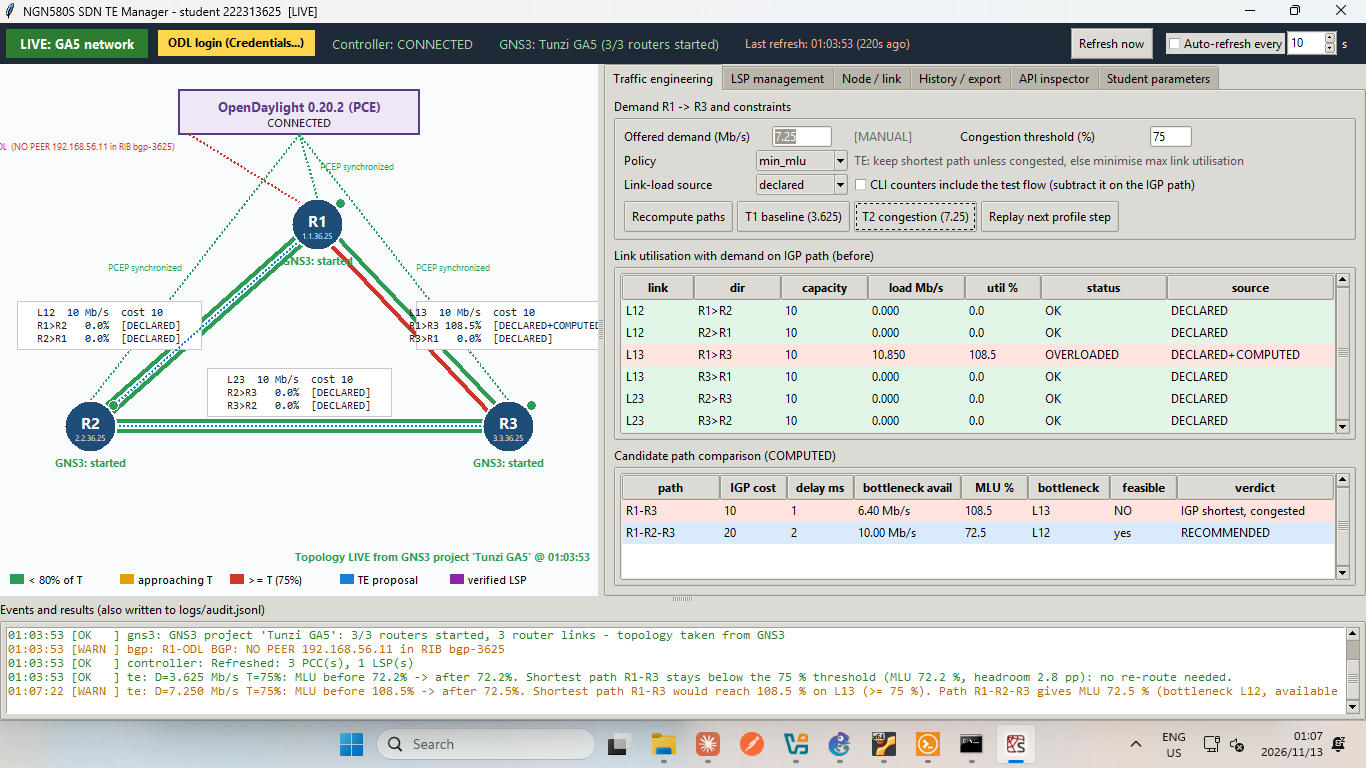 NGN580S SDN TE Manager - student 222313625 [LIVE]
LIVE: GA5 network
ODL login (Credentials...)
Controller: CONNECTED
GNS3: Tunzi GA5 (3/3 routers started)
Last refresh: 01:03:53 (220s ago)
Refresh now
Auto-refresh every 10 s
OpenDaylight 0.20.2 (PCE)
CONNECTED
(NO PEER 192.168.56.11 in RIB bgp-3625)
PCEP synchronized
R1
1.1.36.25
GNS3: started
PCEP synchronized
PCEP synchronized
L12 10 Mb/s cost 10
R1>R2 0.0% [DECLARED]
R2>R1 0.0% [DECLARED]
L13 10 Mb/s cost 10
R1>R3 108.5% [DECLARED+COMPUTED
R3>R1 0.0% [DECLARED]
L23 10 Mb/s cost 10
R2>R3 0.0% [DECLARED]
R3>R2 0.0% [DECLARED]
R2
2.2.36.25
GNS3: started
R3
3.3.36.25
GNS3: started
Topology LIVE from GNS3 project 'Tunzi GA5' @ 01:03:53
< 80% of T
approaching T
>= T (75%)
TE proposal
verified LSP
Traffic engineering
LSP management
Node / link
History / export
API inspector
Student parameters
Demand R1 -> R3 and constraints
Offered demand (Mb/s) 7.25 [MANUAL] Congestion threshold (%) 75
Policy min_mlu TE: keep shortest path unless congested, else minimise max link utilisation
Link-load source declared CLI counters include the test flow (subtract it on the IGP path)
Recompute paths
T1 baseline (3.625)
T2 congestion (7.25)
Replay next profile step
Link utilisation with demand on IGP path (before)
link dir capacity load Mb/s util % status source
L12 R1>R2 10 0.000 0.0 OK DECLARED
L12 R2>R1 10 0.000 0.0 OK DECLARED
L13 R1>R3 10 10.850 108.5 OVERLOADED DECLARED+COMPUTED
L13 R3>R1 10 0.000 0.0 OK DECLARED
L23 R2>R3 10 0.000 0.0 OK DECLARED
L23 R3>R2 10 0.000 0.0 OK DECLARED
Candidate path comparison (COMPUTED)
path IGP cost delay ms bottleneck avail MLU % bottleneck feasible verdict
R1-R3 10 1 6.40 Mb/s 108.5 L13 NO IGP shortest, congested
R1-R2-R3 20 2 10.00 Mb/s 72.5 L12 yes RECOMMENDED
Events and results (also written to logs/audit.jsonl)
01:03:53 [OK ] gns3: GNS3 project 'Tunzi GA5': 3/3 routers started, 3 router links - topology taken from GNS3
01:03:53 [WARN ] bgp: R1-ODL BGP: NO PEER 192.168.56.11 in RIB bgp-3625
01:03:53 [OK ] controller: Refreshed: 3 PCC(s), 1 LSP(s)
01:03:53 [OK ] te: D=3.625 Mb/s T=75%: MLU before 72.2% -> after 72.2%. Shortest path R1-R3 stays below the 75 % threshold (MLU 72.2 %, headroom 2.8 pp): no re-route needed.
01:07:22 [WARN ] te: D=7.250 Mb/s T=75%: MLU before 108.5% -> after 72.5%. Shortest path R1-R3 would reach 108.5 % on L13 (>= 75 %). Path R1-R2-R3 gives MLU 72.5 % (bottleneck L12, available
Search
ENG
US
01:07
2026/11/13